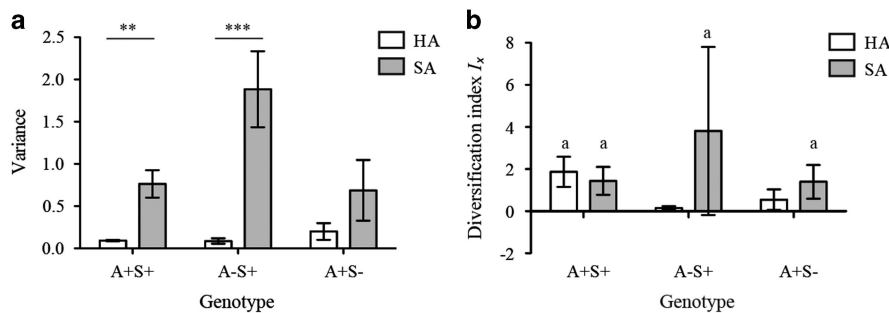 a
** ***
2.5
2.0
1.5
1.0
0.5
0.0
Variance
HA
SA
A+S+ A-S+ A+S-
Genotype
b
8
6
4
2
0
-2
Diversification index Ix
a a a a
HA
SA
A+S+ A-S+ A+S-
Genotype